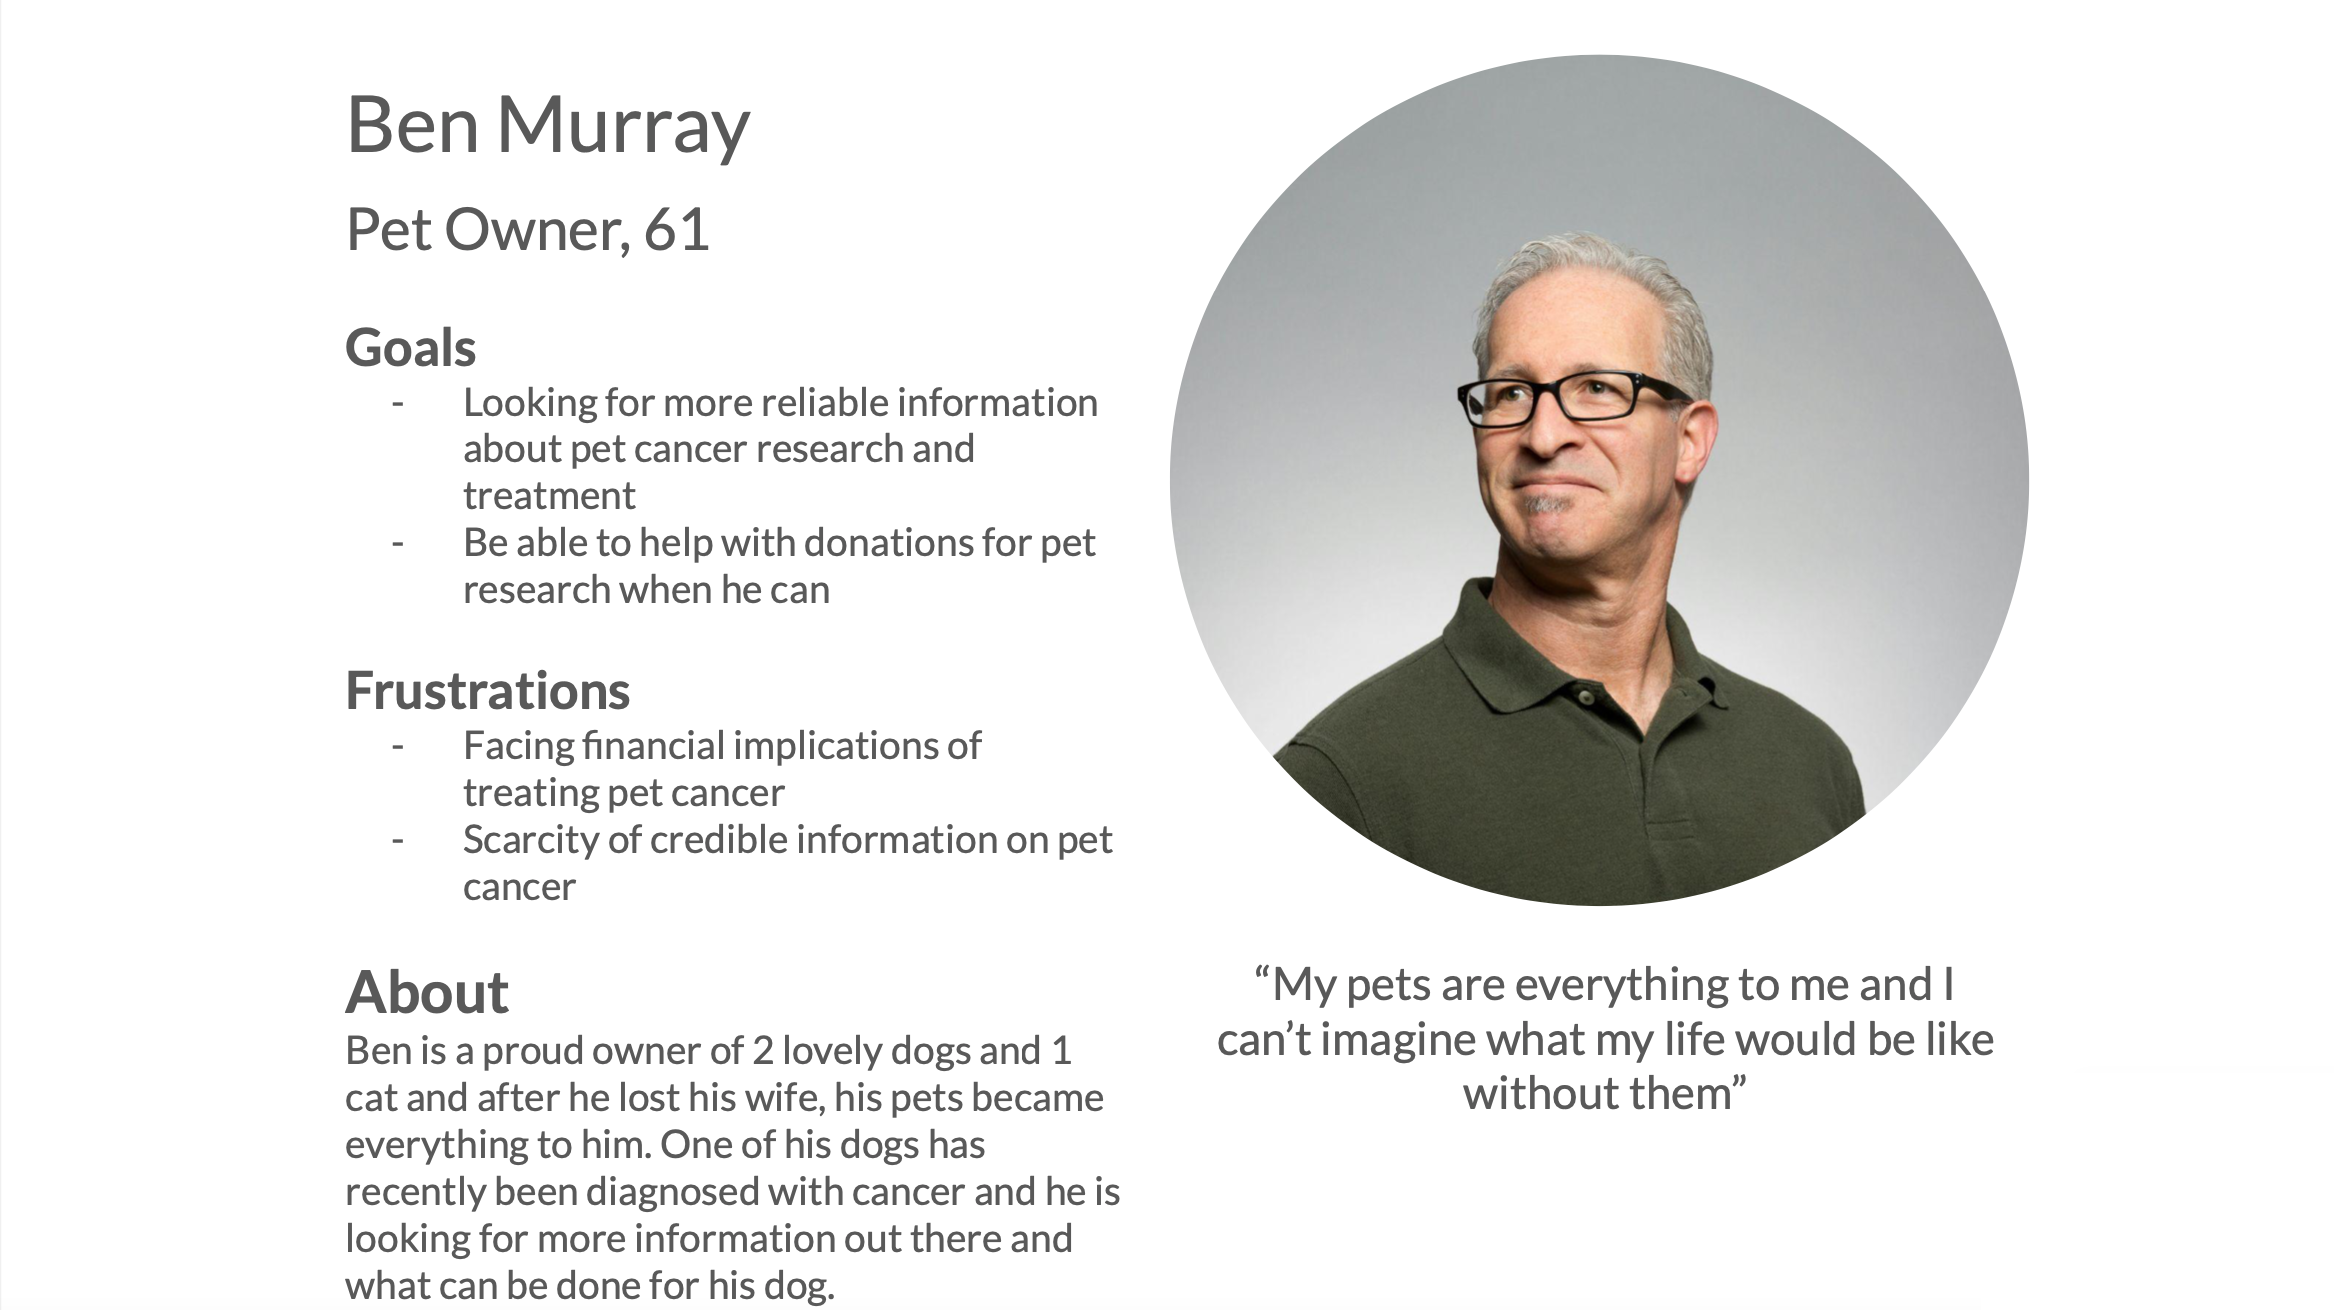 Ben Murray
Pet Owner, 61
Goals
- Looking for more reliable information
about pet cancer research and
treatment
- Be able to help with donations for pet
research when he can
Frustrations
- Facing financial implications of
treating pet cancer
- Scarcity of credible information on pet
cancer
About
Ben is a proud owner of 2 lovely dogs and 1
cat and after he lost his wife, his pets became
everything to him. One of his dogs has
recently been diagnosed with cancer and he is
looking for more information out there and
what can be done for his dog.
“My pets are everything to me and I
can’t imagine what my life would be like
without them”